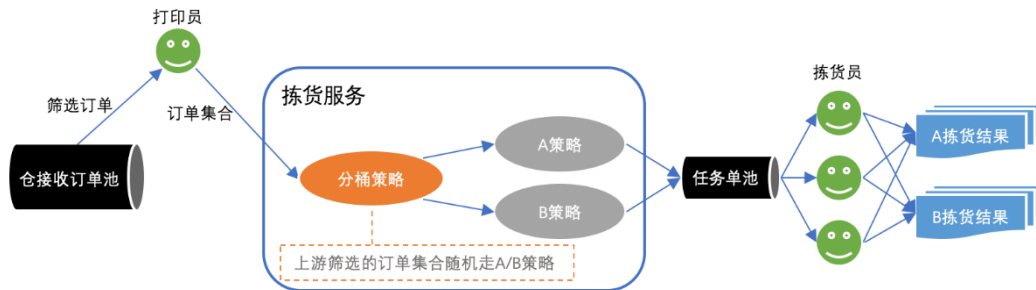 打印员
筛选订单
订单集合
仓接收订单池
拣货服务
分桶策略
A策略
B策略
上游筛选的订单集合随机走A/B策略
任务单池
拣货员
A拣货结果
B拣货结果